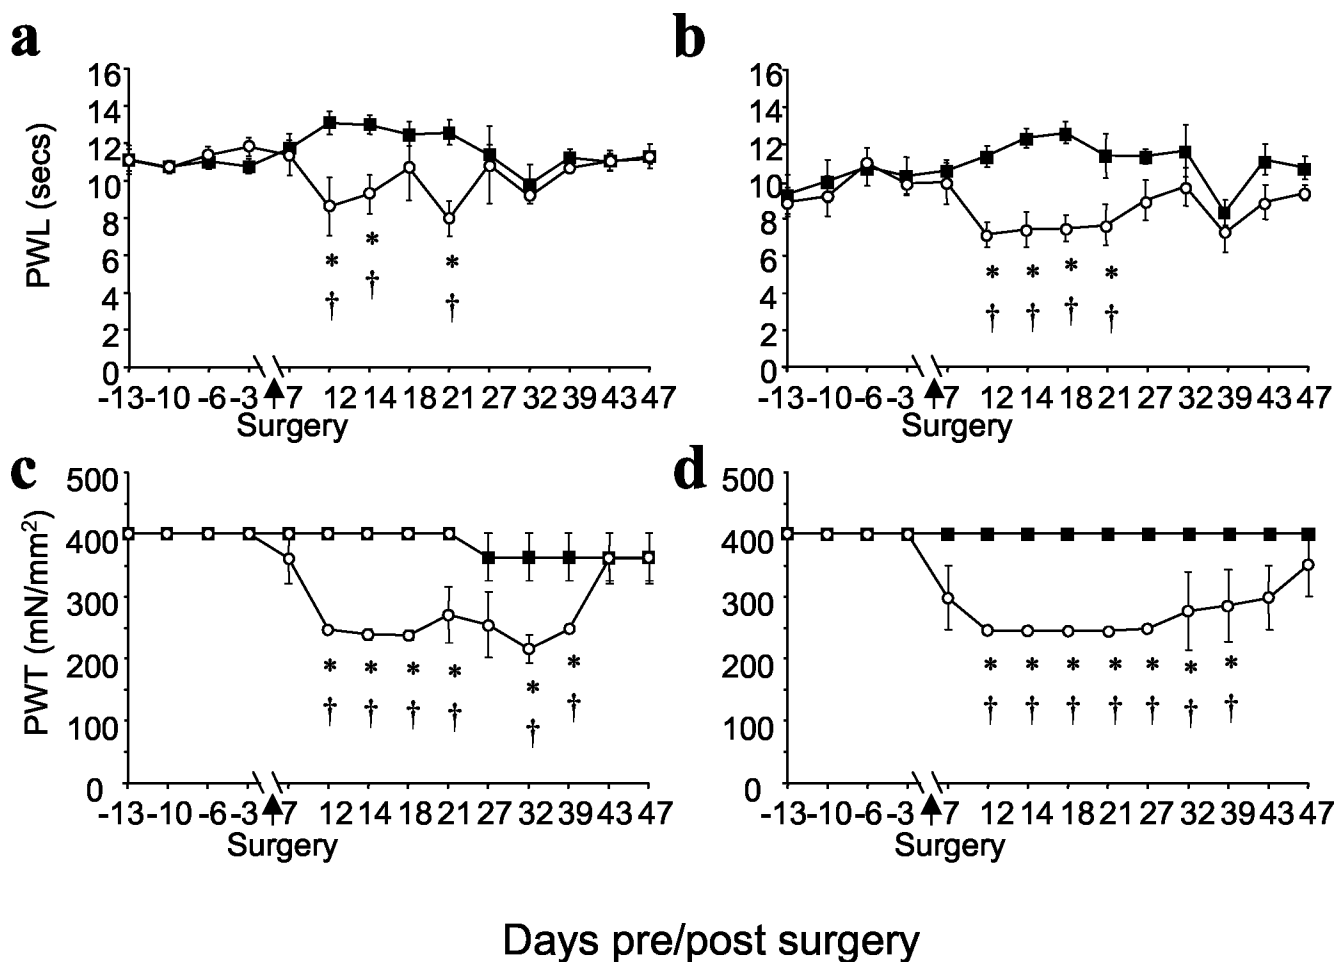 a
b
16
14
12
10
8
6
4
2
0
PWL (secs)
-13 -10 -6 -3 7 12 14 18 21 27 32 39 43 47
Surgery
* * *
† † †
16
14
12
10
8
6
4
2
0
-13 -10 -6 -3 7 12 14 18 21 27 32 39 43 47
Surgery
* * * *
† † † †
c
d
500
400
300
200
100
0
PWT (mN/mm²)
-13 -10 -6 -3 7 12 14 18 21 27 32 39 43 47
Surgery
* * * * * *
† † † † † †
500
400
300
200
100
0
-13 -10 -6 -3 7 12 14 18 21 27 32 39 43 47
Surgery
* * * * * * *
† † † † † † †
Days pre/post surgery